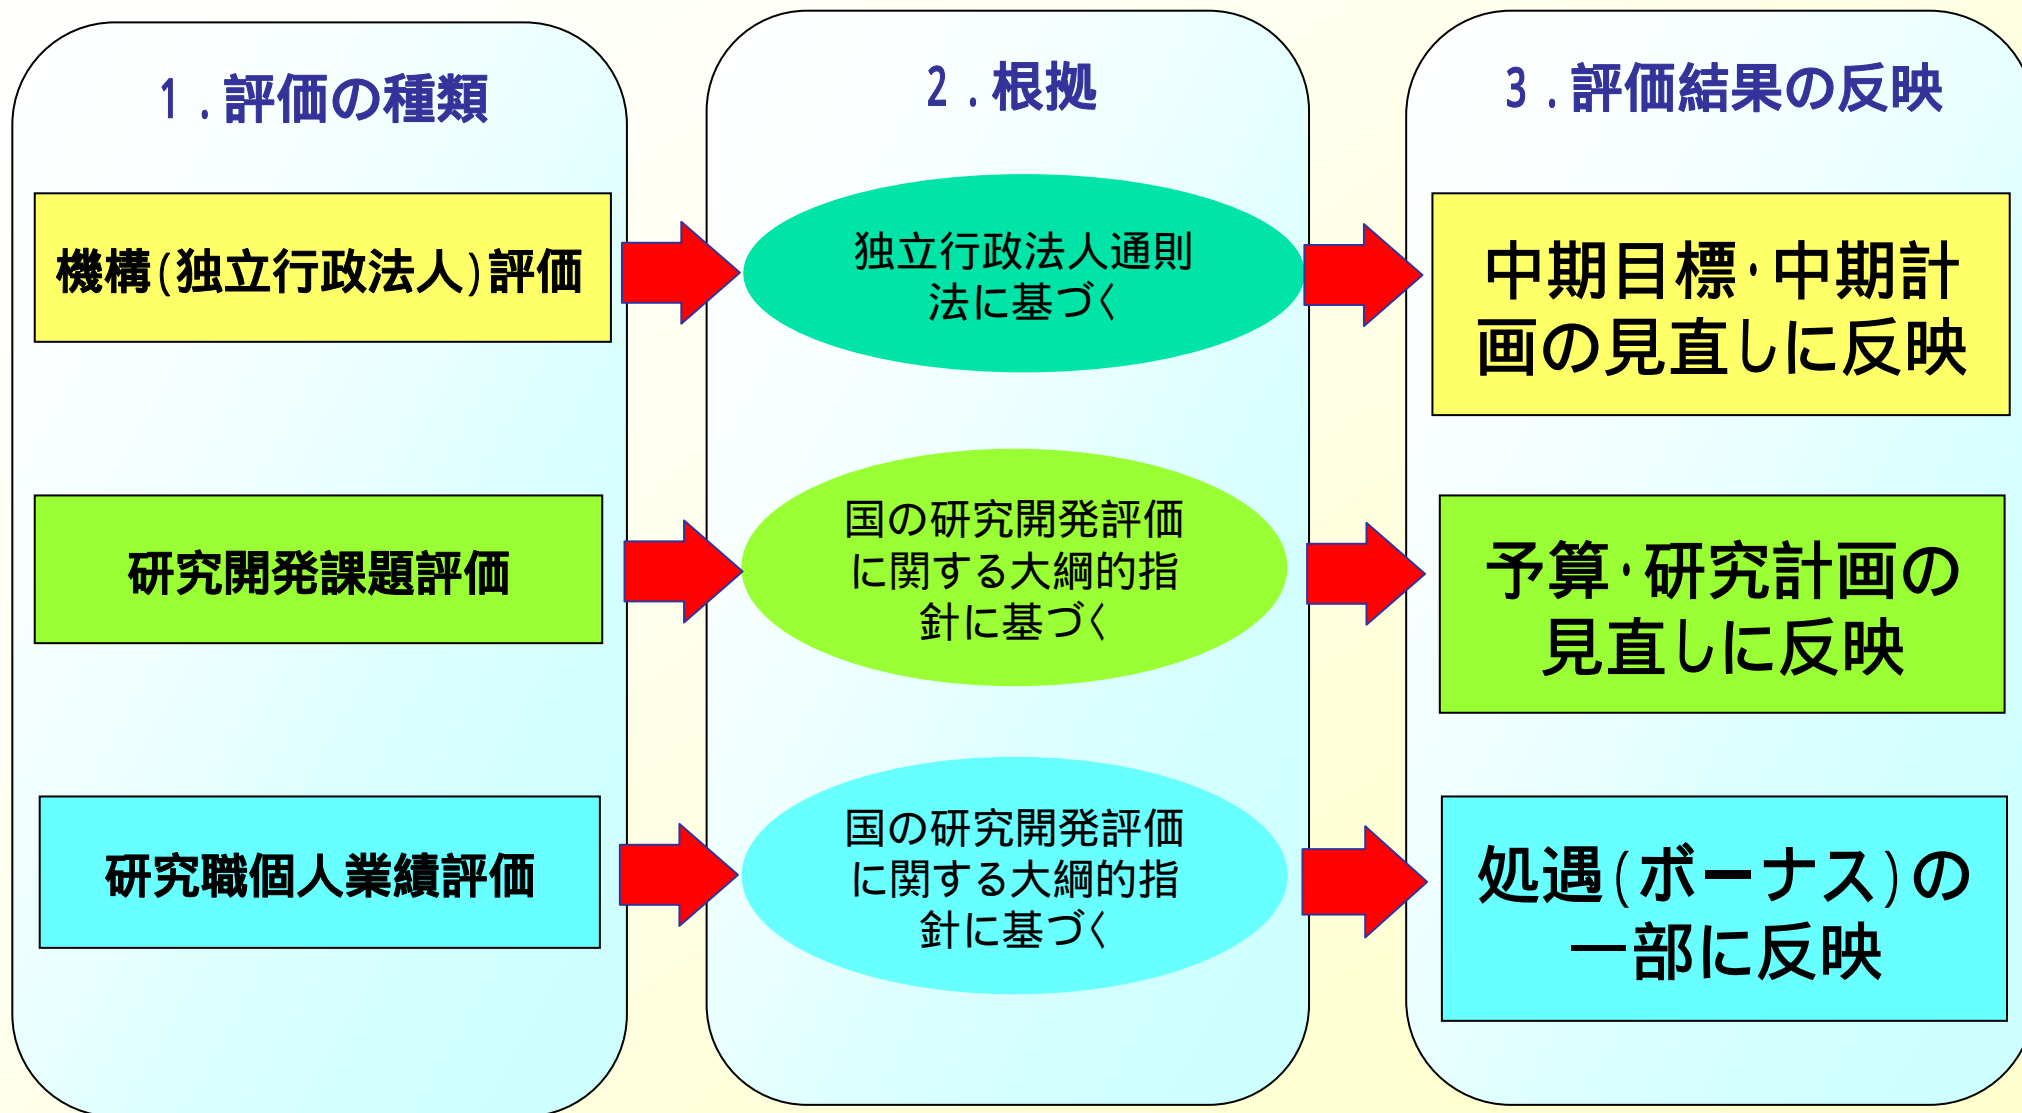 1．評価の種類
機構(独立行政法人)評価
研究開発課題評価
研究職個人業績評価
2．根拠
独立行政法人通則
法に基づく
国の研究開発評価
に関する大綱的指
針に基づく
国の研究開発評価
に関する大綱的指
針に基づく
3．評価結果の反映
中期目標・中期計
画の見直しに反映
予算・研究計画の
見直しに反映
処遇(ボーナス)の
一部に反映